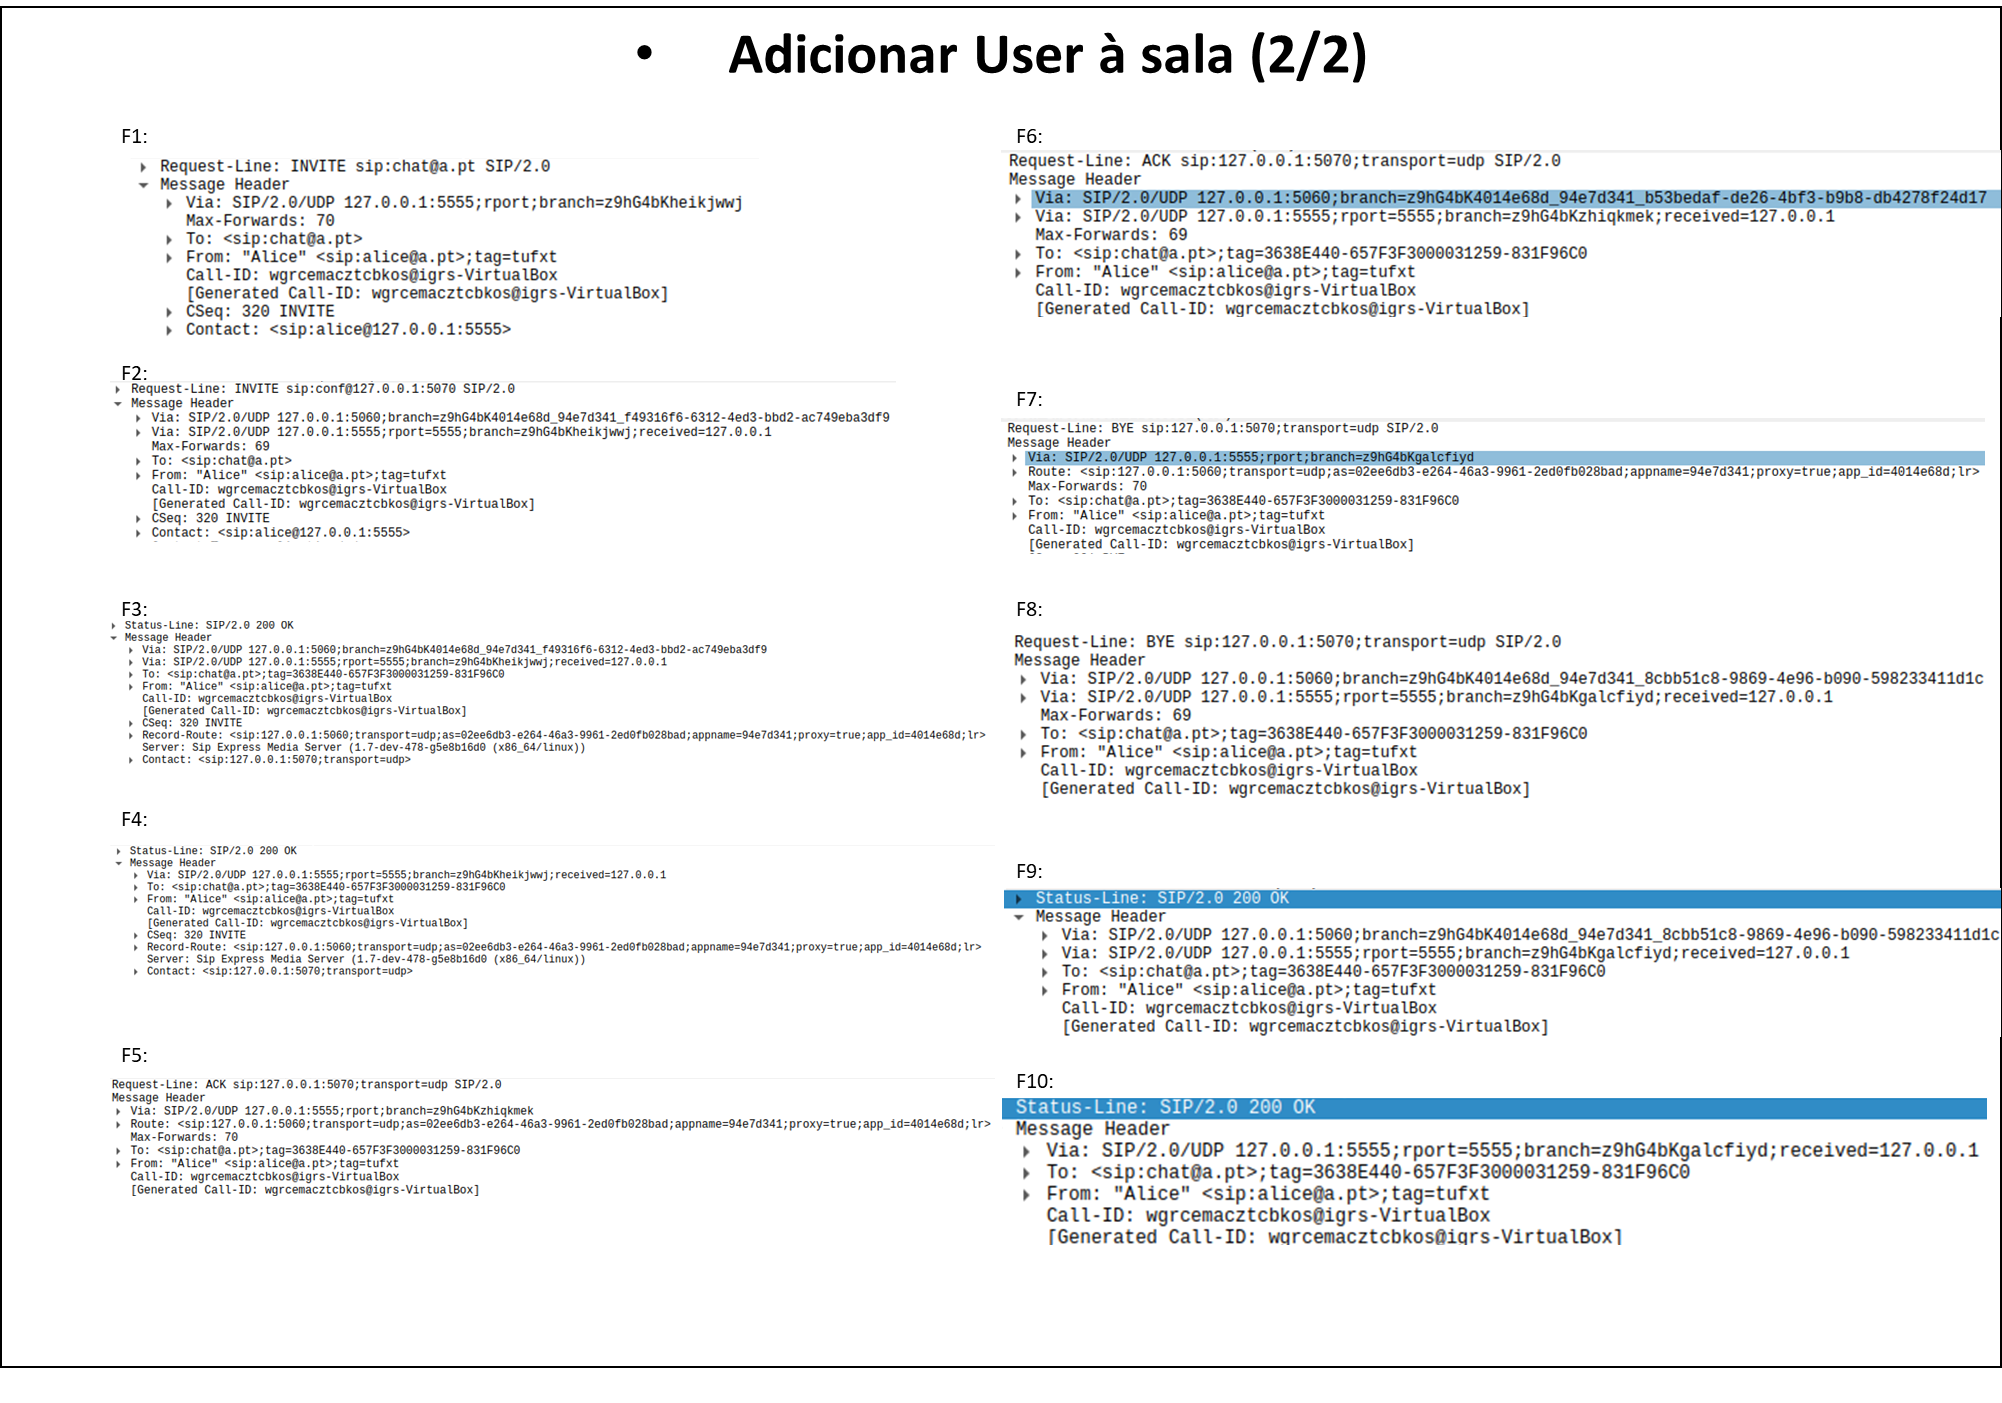 • Adicionar User à sala (2/2)
F1:
Request-Line: INVITE sip:chat@a.pt SIP/2.0
Message Header
Via: SIP/2.0/UDP 127.0.0.1:5555;rport;branch=z9hG4bKheikjwwj
Max-Forwards: 70
To: <sip:chat@a.pt>
From: "Alice" <sip:alice@a.pt>;tag=tufxt
Call-ID: wgrcemacztcbkos@igrs-VirtualBox
[Generated Call-ID: wgrcemacztcbkos@igrs-VirtualBox]
CSeq: 320 INVITE
Contact: <sip:alice@127.0.0.1:5555>
F2:
Request-Line: INVITE sip:conf@127.0.0.1:5070 SIP/2.0
Message Header
Via: SIP/2.0/UDP 127.0.0.1:5060;branch=z9hG4bK4014e68d_94e7d341_f49316f6-6312-4ed3-bbd2-ac749eba3df9
Via: SIP/2.0/UDP 127.0.0.1:5555;rport=5555;branch=z9hG4bKheikjwwj;received=127.0.0.1
Max-Forwards: 69
To: <sip:chat@a.pt>
From: "Alice" <sip:alice@a.pt>;tag=tufxt
Call-ID: wgrcemacztcbkos@igrs-VirtualBox
[Generated Call-ID: wgrcemacztcbkos@igrs-VirtualBox]
CSeq: 320 INVITE
Contact: <sip:alice@127.0.0.1:5555>
F3:
Status-Line: SIP/2.0 200 OK
Message Header
Via: SIP/2.0/UDP 127.0.0.1:5060;branch=z9hG4bK4014e68d_94e7d341_f49316f6-6312-4ed3-bbd2-ac749eba3df9
Via: SIP/2.0/UDP 127.0.0.1:5555;rport=5555;branch=z9hG4bKheikjwwj;received=127.0.0.1
To: <sip:chat@a.pt>;tag=3638E440-657F3F3000031259-831F96C0
From: "Alice" <sip:alice@a.pt>;tag=tufxt
Call-ID: wgrcemacztcbkos@igrs-VirtualBox
[Generated Call-ID: wgrcemacztcbkos@igrs-VirtualBox]
CSeq: 320 INVITE
Record-Route: <sip:127.0.0.1:5060;transport=udp;as=02ee6db3-e264-46a3-9961-2ed0fb028bad;appname=94e7d341;proxy=true;app_id=4014e68d;lr>
Server: Sip Express Media Server (1.7-dev-478-g5e8b16d0 (x86_64/linux))
Contact: <sip:127.0.0.1:5070;transport=udp>
F4:
Status-Line: SIP/2.0 200 OK
Message Header
Via: SIP/2.0/UDP 127.0.0.1:5555;rport=5555;branch=z9hG4bKheikjwwj;received=127.0.0.1
To: <sip:chat@a.pt>;tag=3638E440-657F3F3000031259-831F96C0
From: "Alice" <sip:alice@a.pt>;tag=tufxt
Call-ID: wgrcemacztcbkos@igrs-VirtualBox
[Generated Call-ID: wgrcemacztcbkos@igrs-VirtualBox]
CSeq: 320 INVITE
Record-Route: <sip:127.0.0.1:5060;transport=udp;as=02ee6db3-e264-46a3-9961-2ed0fb028bad;appname=94e7d341;proxy=true;app_id=4014e68d;lr>
Server: Sip Express Media Server (1.7-dev-478-g5e8b16d0 (x86_64/linux))
Contact: <sip:127.0.0.1:5070;transport=udp>
F5:
Request-Line: ACK sip:127.0.0.1:5070;transport=udp SIP/2.0
Message Header
Via: SIP/2.0/UDP 127.0.0.1:5555;rport;branch=z9hG4bKzhiqkmek
Route: <sip:127.0.0.1:5060;transport=udp;as=02ee6db3-e264-46a3-9961-2ed0fb028bad;appname=94e7d341;proxy=true;app_id=4014e68d;lr>
Max-Forwards: 70
To: <sip:chat@a.pt>;tag=3638E440-657F3F3000031259-831F96C0
From: "Alice" <sip:alice@a.pt>;tag=tufxt
Call-ID: wgrcemacztcbkos@igrs-VirtualBox
[Generated Call-ID: wgrcemacztcbkos@igrs-VirtualBox]
F6:
Request-Line: ACK sip:127.0.0.1:5070;transport=udp SIP/2.0
Message Header
Via: SIP/2.0/UDP 127.0.0.1:5060;branch=z9hG4bK4014e68d_94e7d341_b53bedaf-de26-4bf3-b9b8-db4278f24d17
Via: SIP/2.0/UDP 127.0.0.1:5555;rport=5555;branch=z9hG4bKzhiqkmek;received=127.0.0.1
Max-Forwards: 69
To: <sip:chat@a.pt>;tag=3638E440-657F3F3000031259-831F96C0
From: "Alice" <sip:alice@a.pt>;tag=tufxt
Call-ID: wgrcemacztcbkos@igrs-VirtualBox
[Generated Call-ID: wgrcemacztcbkos@igrs-VirtualBox]
F7:
Request-Line: BYE sip:127.0.0.1:5070;transport=udp SIP/2.0
Message Header
Via: SIP/2.0/UDP 127.0.0.1:5555;rport;branch=z9hG4bKgalcfiyd
Route: <sip:127.0.0.1:5060;transport=udp;as=02ee6db3-e264-46a3-9961-2ed0fb028bad;appname=94e7d341;proxy=true;app_id=4014e68d;lr>
Max-Forwards: 70
To: <sip:chat@a.pt>;tag=3638E440-657F3F3000031259-831F96C0
From: "Alice" <sip:alice@a.pt>;tag=tufxt
Call-ID: wgrcemacztcbkos@igrs-VirtualBox
[Generated Call-ID: wgrcemacztcbkos@igrs-VirtualBox]
F8:
Request-Line: BYE sip:127.0.0.1:5070;transport=udp SIP/2.0
Message Header
Via: SIP/2.0/UDP 127.0.0.1:5060;branch=z9hG4bK4014e68d_94e7d341_8cbb51c8-9869-4e96-b090-598233411d1c
Via: SIP/2.0/UDP 127.0.0.1:5555;rport=5555;branch=z9hG4bKgalcfiyd;received=127.0.0.1
Max-Forwards: 69
To: <sip:chat@a.pt>;tag=3638E440-657F3F3000031259-831F96C0
From: "Alice" <sip:alice@a.pt>;tag=tufxt
Call-ID: wgrcemacztcbkos@igrs-VirtualBox
[Generated Call-ID: wgrcemacztcbkos@igrs-VirtualBox]
F9:
Status-Line: SIP/2.0 200 OK
Message Header
Via: SIP/2.0/UDP 127.0.0.1:5060;branch=z9hG4bK4014e68d_94e7d341_8cbb51c8-9869-4e96-b090-598233411d1c
Via: SIP/2.0/UDP 127.0.0.1:5555;rport=5555;branch=z9hG4bKgalcfiyd;received=127.0.0.1
To: <sip:chat@a.pt>;tag=3638E440-657F3F3000031259-831F96C0
From: "Alice" <sip:alice@a.pt>;tag=tufxt
Call-ID: wgrcemacztcbkos@igrs-VirtualBox
[Generated Call-ID: wgrcemacztcbkos@igrs-VirtualBox]
F10:
Status-Line: SIP/2.0 200 OK
Message Header
Via: SIP/2.0/UDP 127.0.0.1:5555;rport=5555;branch=z9hG4bKgalcfiyd;received=127.0.0.1
To: <sip:chat@a.pt>;tag=3638E440-657F3F3000031259-831F96C0
From: "Alice" <sip:alice@a.pt>;tag=tufxt
Call-ID: wgrcemacztcbkos@igrs-VirtualBox
[Generated Call-ID: wgrcemacztcbkos@igrs-VirtualBox]